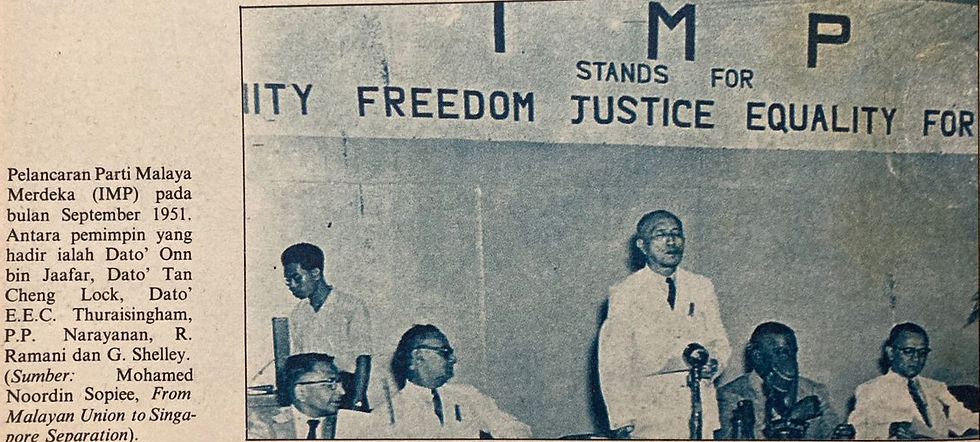 Pelancaran Parti Malaya
Merdeka (IMP) pada
bulan September 1951.
Antara pemimpin yang
hadir ialah Dato' Onn
bin Jaafar, Dato' Tan
Cheng Lock, Dato'
E.E.C. Thuraisingham,
P.P. Narayanan, R.
Ramani dan G. Shelley.
(Sumber: Mohamed
Noordin Sopiee, From
Malayan Union to Singa-
pore Separation).
I M P
STANDS FOR
NITY FREEDOM JUSTICE EQUALITY FOR